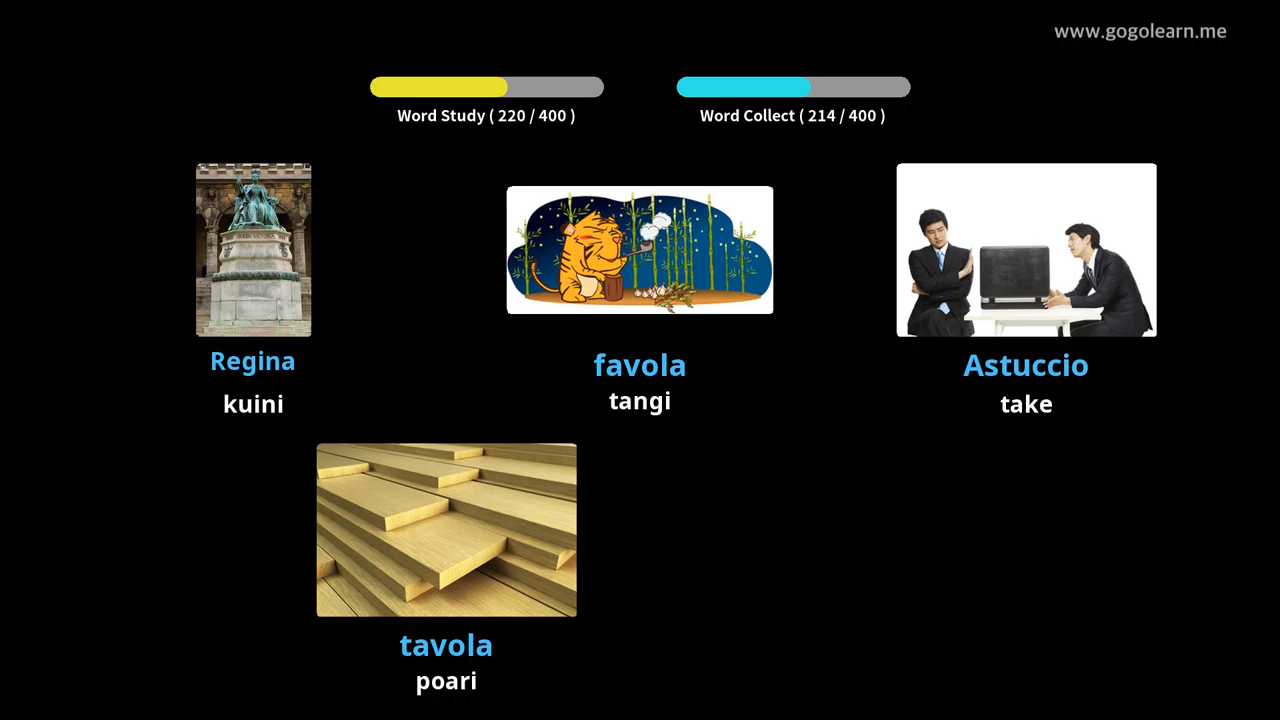 www.gogolearn.me
Word Study ( 220 / 400 )
Word Collect ( 214 / 400 )
Regina
kuini
favola
tangi
Astuccio
take
tavola
poari